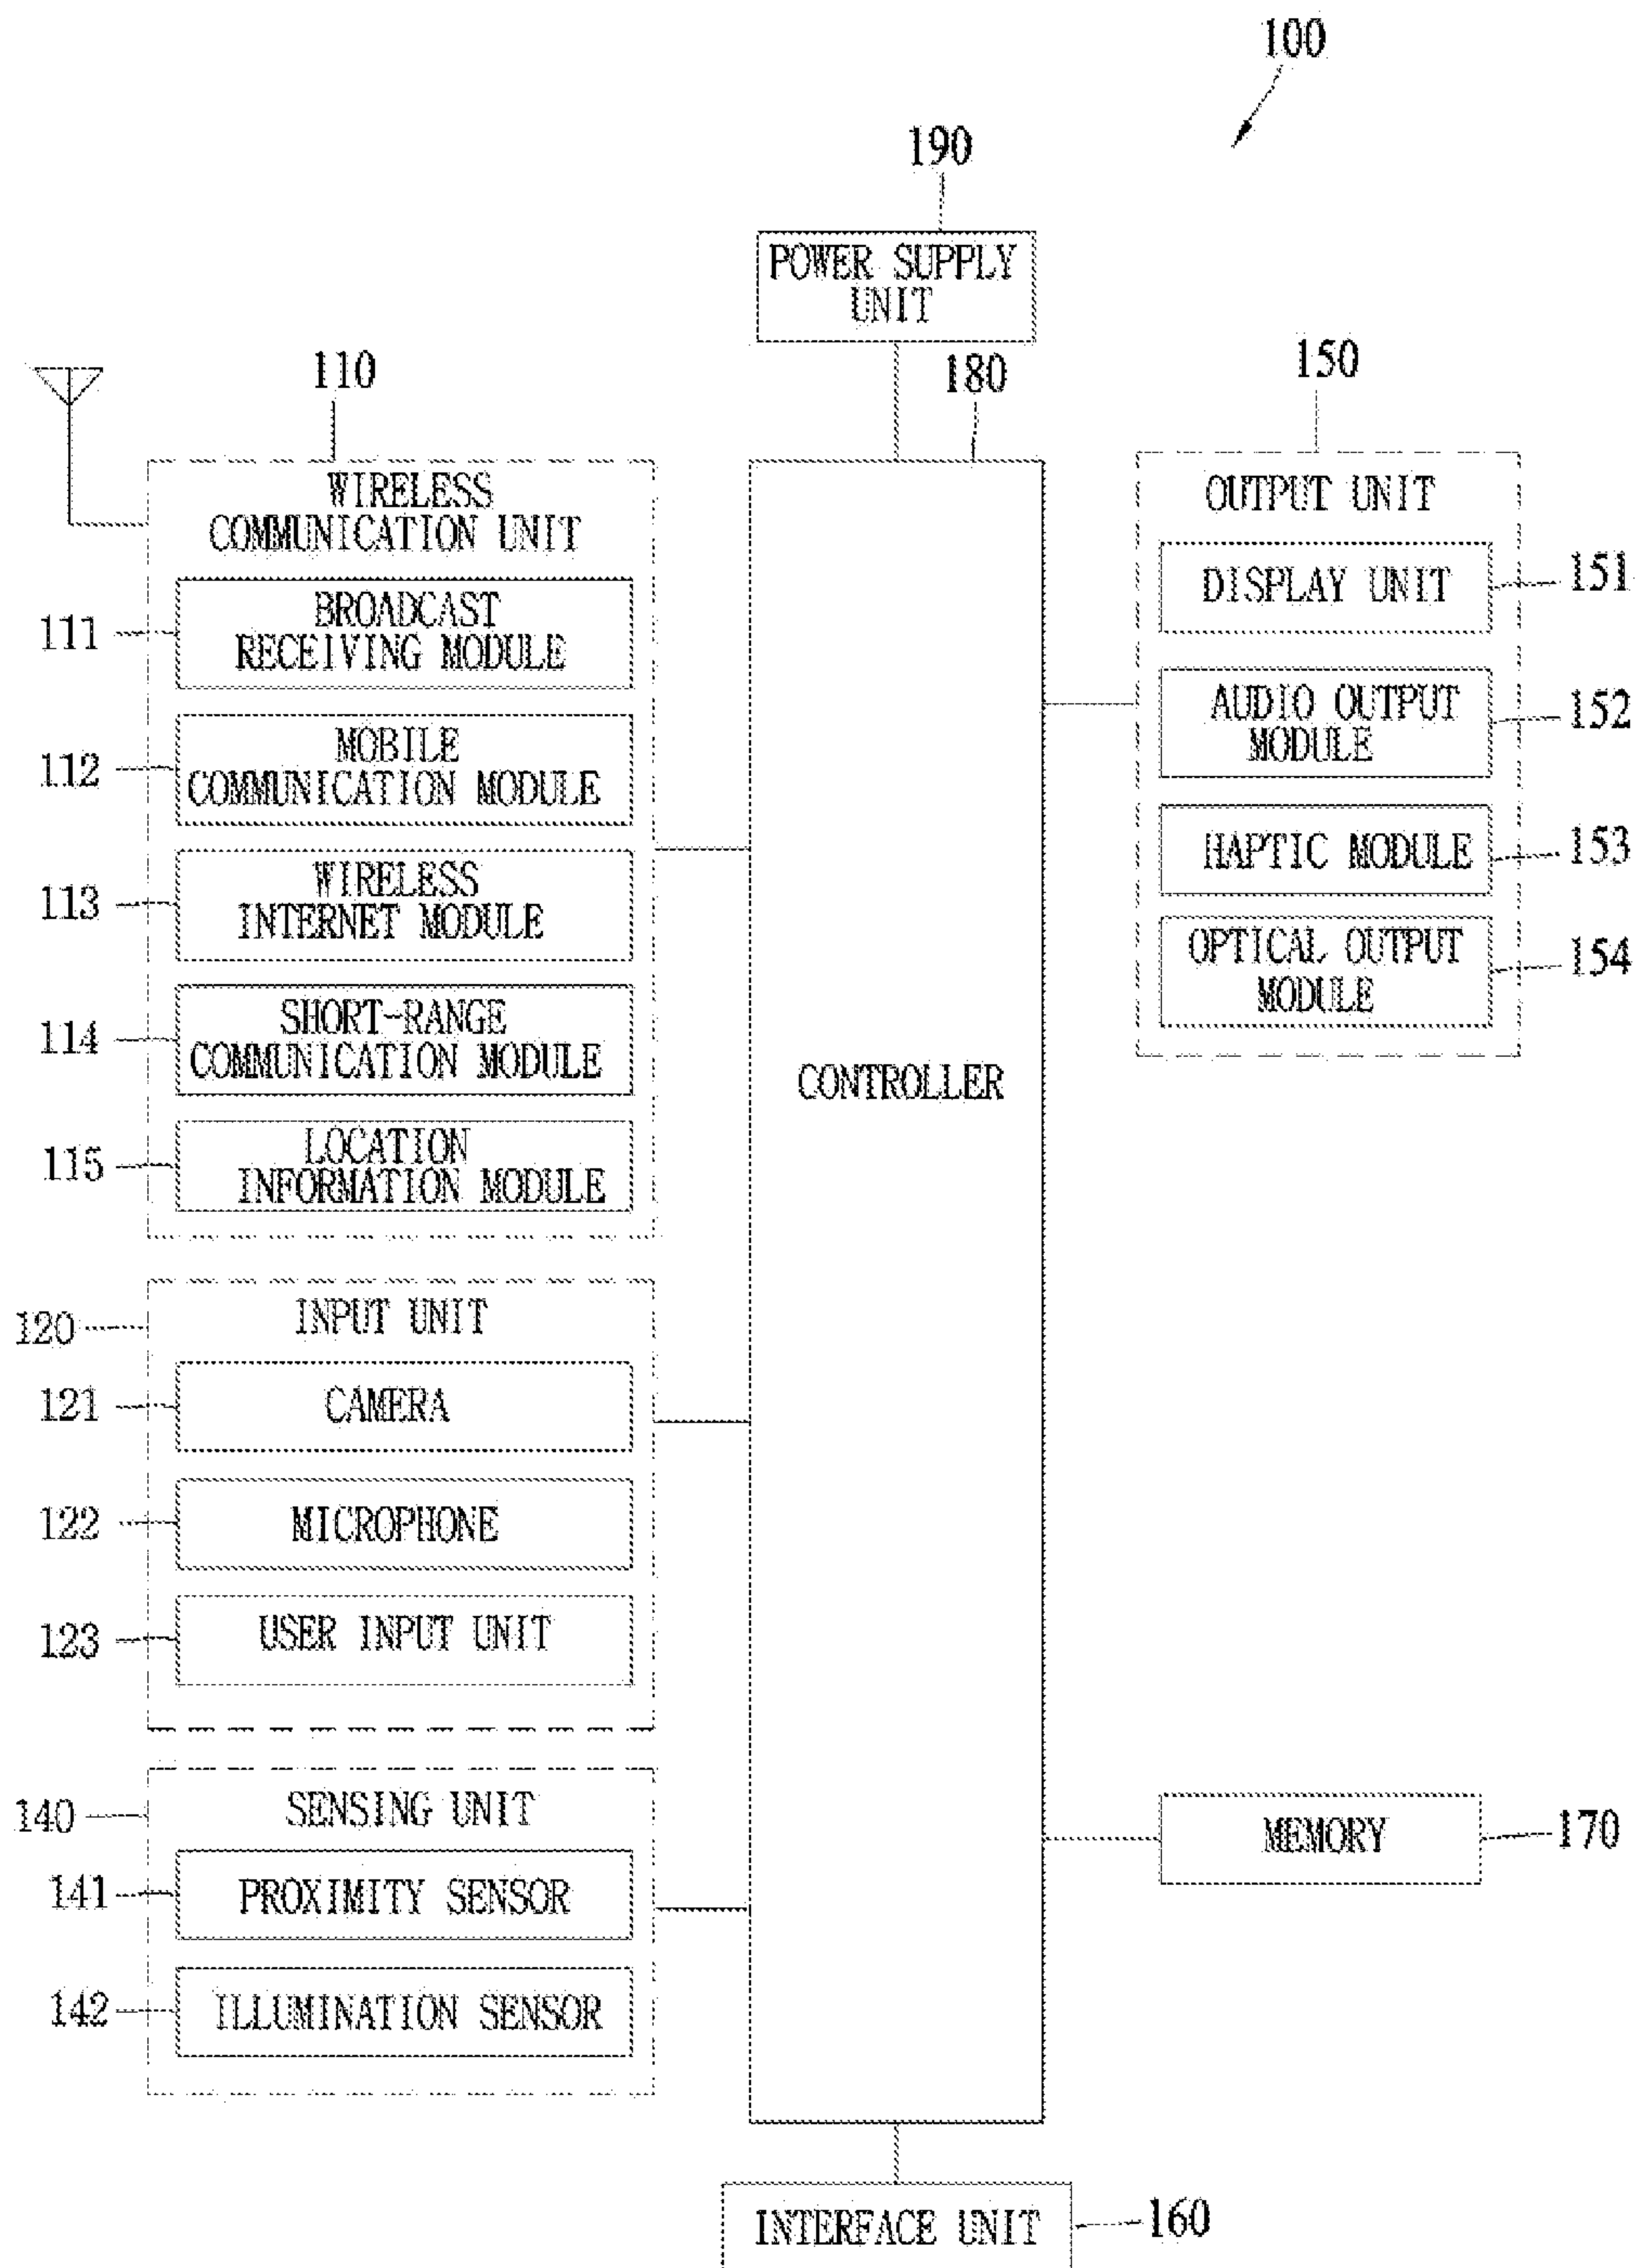 100
190
POWER SUPPLY
UNIT
110
180
150
WIRELESS
COMMUNICATION UNIT
111
BROADCAST
RECEIVING MODULE
112
MOBILE
COMMUNICATION MODULE
113
WIRELESS
INTERNET MODULE
114
SHORT-RANGE
COMMUNICATION MODULE
115
LOCATION
INFORMATION MODULE
120
INPUT UNIT
121
CAMERA
122
MICROPHONE
123
USER INPUT UNIT
140
SENSING UNIT
141
PROXIMITY SENSOR
142
ILLUMINATION SENSOR
CONTROLLER
OUTPUT UNIT
DISPLAY UNIT
151
AUDIO OUTPUT
MODULE
152
HAPTIC MODULE
153
OPTICAL OUTPUT
MODULE
154
MEMORY
170
INTERFACE UNIT
160